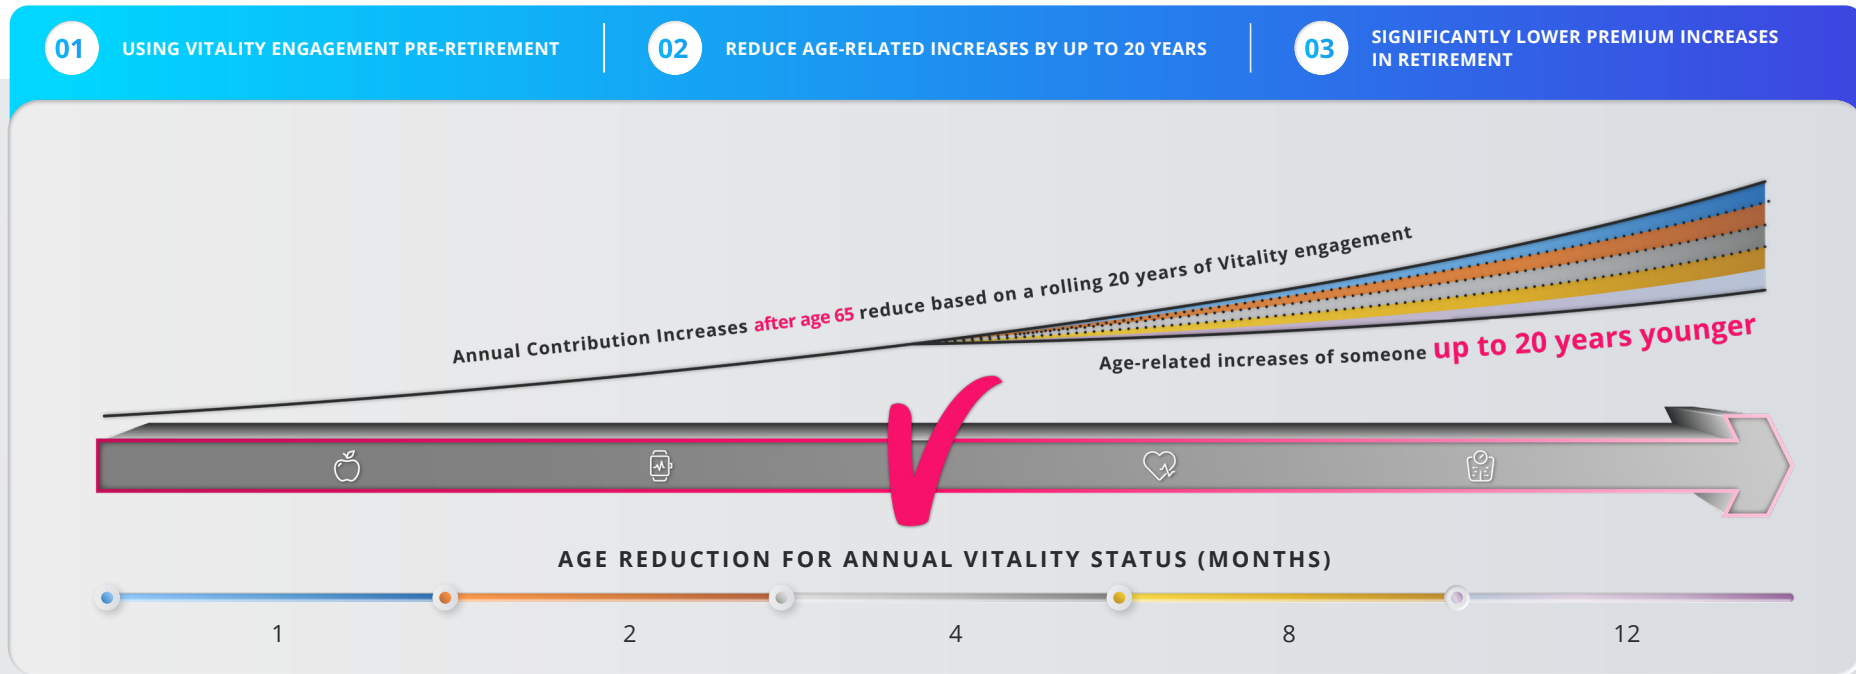 01 USING VITALITY ENGAGEMENT PRE-RETIREMENT
02 REDUCE AGE-RELATED INCREASES BY UP TO 20 YEARS
03 SIGNIFICANTLY LOWER PREMIUM INCREASES
IN RETIREMENT
Annual Contribution Increases after age 65 reduce based on a rolling 20 years of Vitality engagement
Age-related increases of someone up to 20 years younger
AGE REDUCTION FOR ANNUAL VITALITY STATUS (MONTHS)
1 2 4 8 12